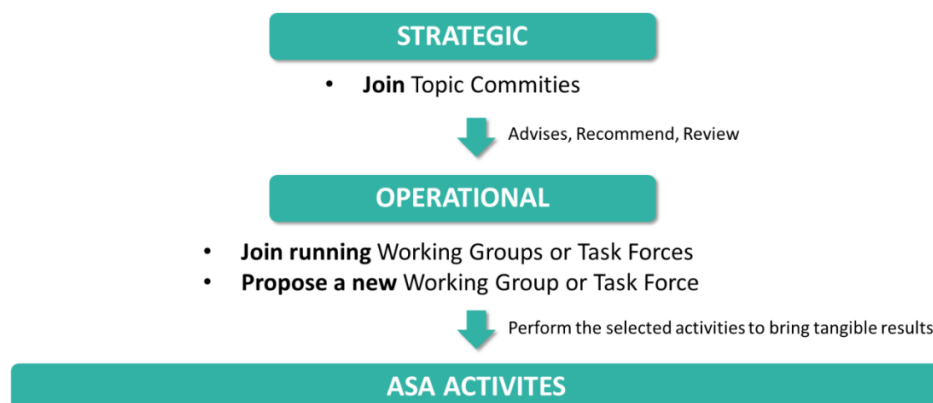 STRATEGIC
• Join Topic Commities
Advises, Recommend, Review
OPERATIONAL
• Join running Working Groups or Task Forces
• Propose a new Working Group or Task Force
Perform the selected activities to bring tangible results
ASA ACTIVITES